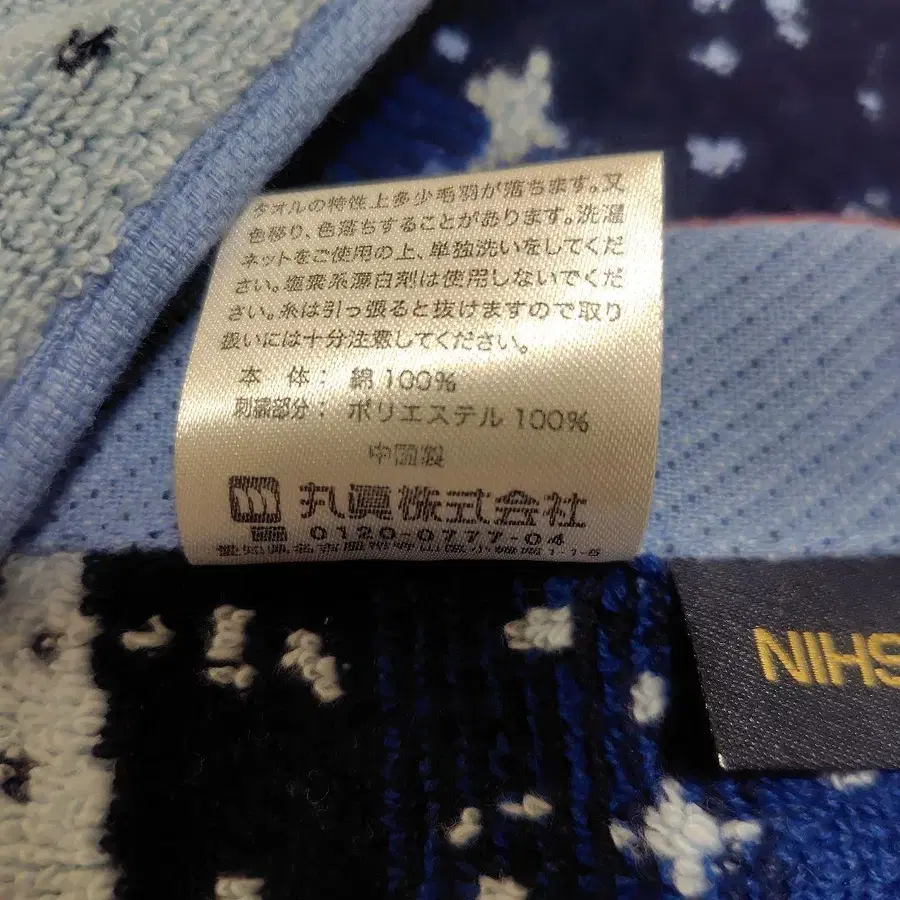 タオルの特性上多少毛羽が落ちます。又
色移り、色落ちすることがあります。洗濯
ネットをご使用の上、単独洗いをしてくだ
さい。塩素系漂白剤は使用しないでくださ
い。糸は引っ張ると抜けますので取り
扱いには十分注意してください。
本 体： 綿 100%
刺繍部分： ポリエステル 100%
中国製
丸眞株式会社
0120-0777-04
SHIN